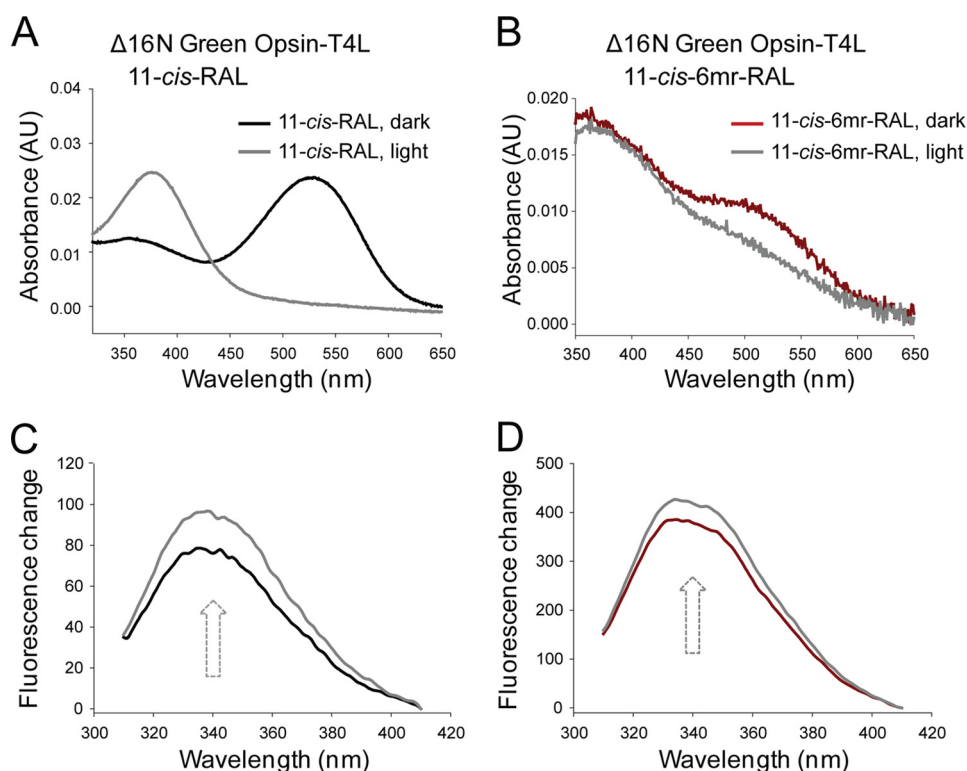 A
Δ16N Green Opsin-T4L
11-cis-RAL
11-cis-RAL, dark
11-cis-RAL, light
Absorbance (AU)
0.04
0.03
0.02
0.01
0.00
350 400 450 500 550 600 650
Wavelength (nm)
B
Δ16N Green Opsin-T4L
11-cis-6mr-RAL
11-cis-6mr-RAL, dark
11-cis-6mr-RAL, light
Absorbance (AU)
0.020
0.015
0.010
0.005
0.000
350 400 450 500 550 600 650
Wavelength (nm)
C
Fluorescence change
120
100
80
60
40
20
0
300 320 340 360 380 400 420
Wavelength (nm)
D
Fluorescence change
500
400
300
200
100
0
300 320 340 360 380 400 420
Wavelength (nm)